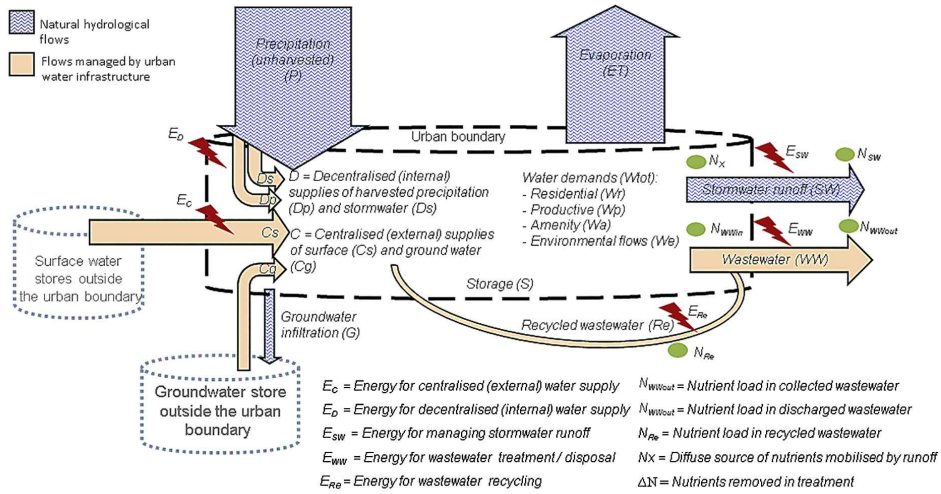 Natural hydrological
flows
Flows managed by urban
water infrastructure
Precipitation
(unharvested)
(P)
Evaporation
(ET)
Urban boundary
E_D
E_C
Ds
Dp
Cs
Cg
D = Decentralised (internal)
supplies of harvested precipitation
(Dp) and stormwater (Ds)
C = Centralised (external) supplies
of surface (Cs) and ground water
(Cg)
Water demands (Wtot):
- Residential (Wr)
- Productive (Wp)
- Amenity (Wa)
- Environmental flows (We)
N_X
E_SW
N_SW
Stormwater runoff (SW)
N_WWin
E_WW
N_WWout
Wastewater (WW)
Surface water
stores outside
the urban boundary
Storage (S)
Groundwater
infiltration (G)
Recycled wastewater (Re)
E_Re
N_Re
Groundwater store
outside the urban
boundary
E_C = Energy for centralised (external) water supply
E_D = Energy for decentralised (internal) water supply
E_SW = Energy for managing stormwater runoff
E_WW = Energy for wastewater treatment / disposal
E_Re = Energy for wastewater recycling
N_WWout = Nutrient load in collected wastewater
N_WWout = Nutrient load in discharged wastewater
N_Re = Nutrient load in recycled wastewater
Nx = Diffuse source of nutrients mobilised by runoff
ΔN = Nutrients removed in treatment